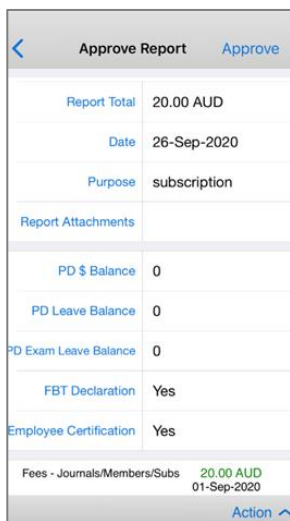 Approve Report Approve
Report Total 20.00 AUD
Date 26-Sep-2020
Purpose subscription
Report Attachments
PD $ Balance 0
PD Leave Balance 0
PD Exam Leave Balance 0
FBT Declaration Yes
Employee Certification Yes
Fees - Journals/Members/Subs 20.00 AUD
01-Sep-2020
Action